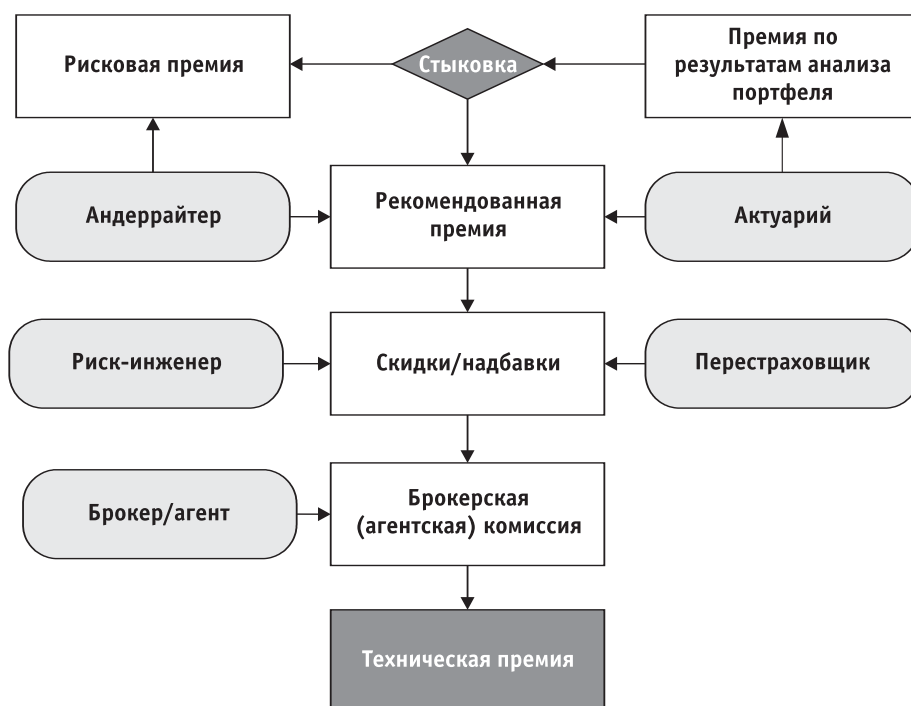 Рисковая премия
Стыковка
Премия по
результатам анализа
портфеля
Андеррайтер
Рекомендованная
премия
Актуарий
Риск-инженер
Скидки/надбавки
Перестраховщик
Брокер/агент
Брокерская
(агентская) комиссия
Техническая премия